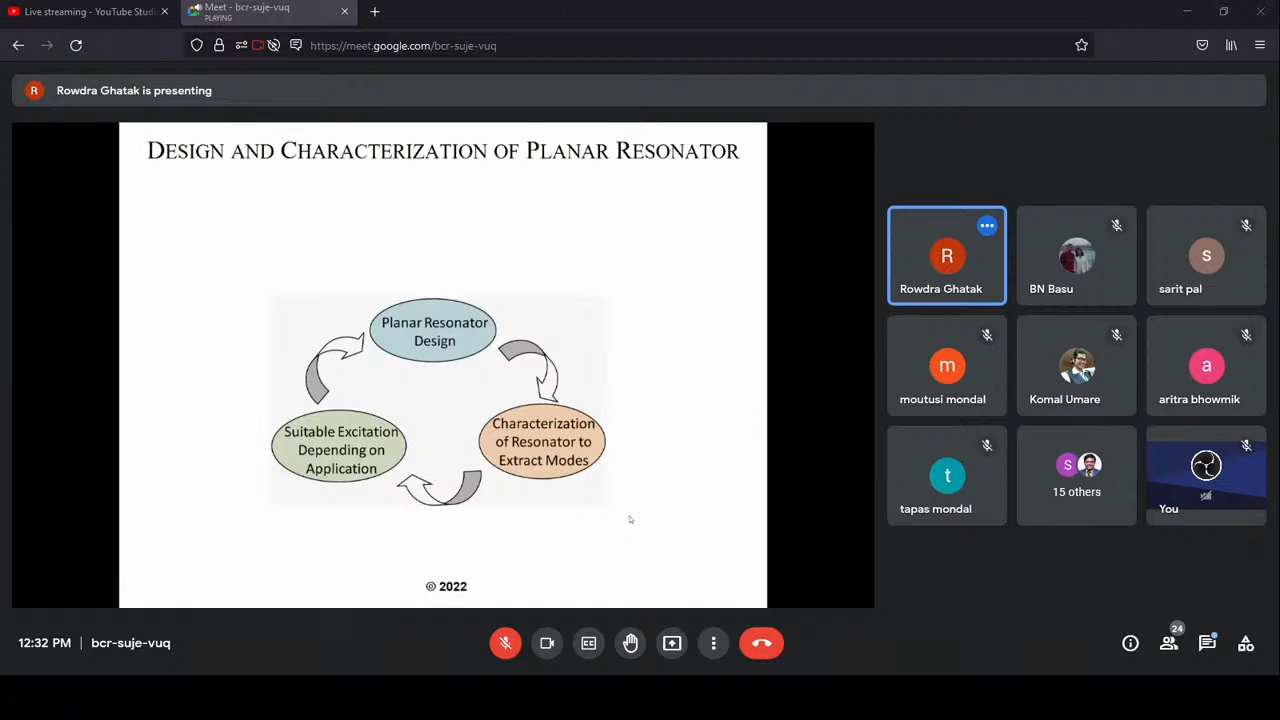 Live streaming - YouTube Studi
Meet - bcr-suje-vuq
PLAYING
https://meet.google.com/bcr-suje-vuq
R
Rowdra Ghatak is presenting
DESIGN AND CHARACTERIZATION OF PLANAR RESONATOR
Planar Resonator
Design
Suitable Excitation
Depending on
Application
Characterization
of Resonator to
Extract Modes
© 2022
R
Rowdra Ghatak
BN Basu
s
sarit pal
m
moutusi mondal
Komal Umare
a
aritra bhowmik
t
tapas mondal
S
15 others
You
12:32 PM | bcr-suje-vuq
24